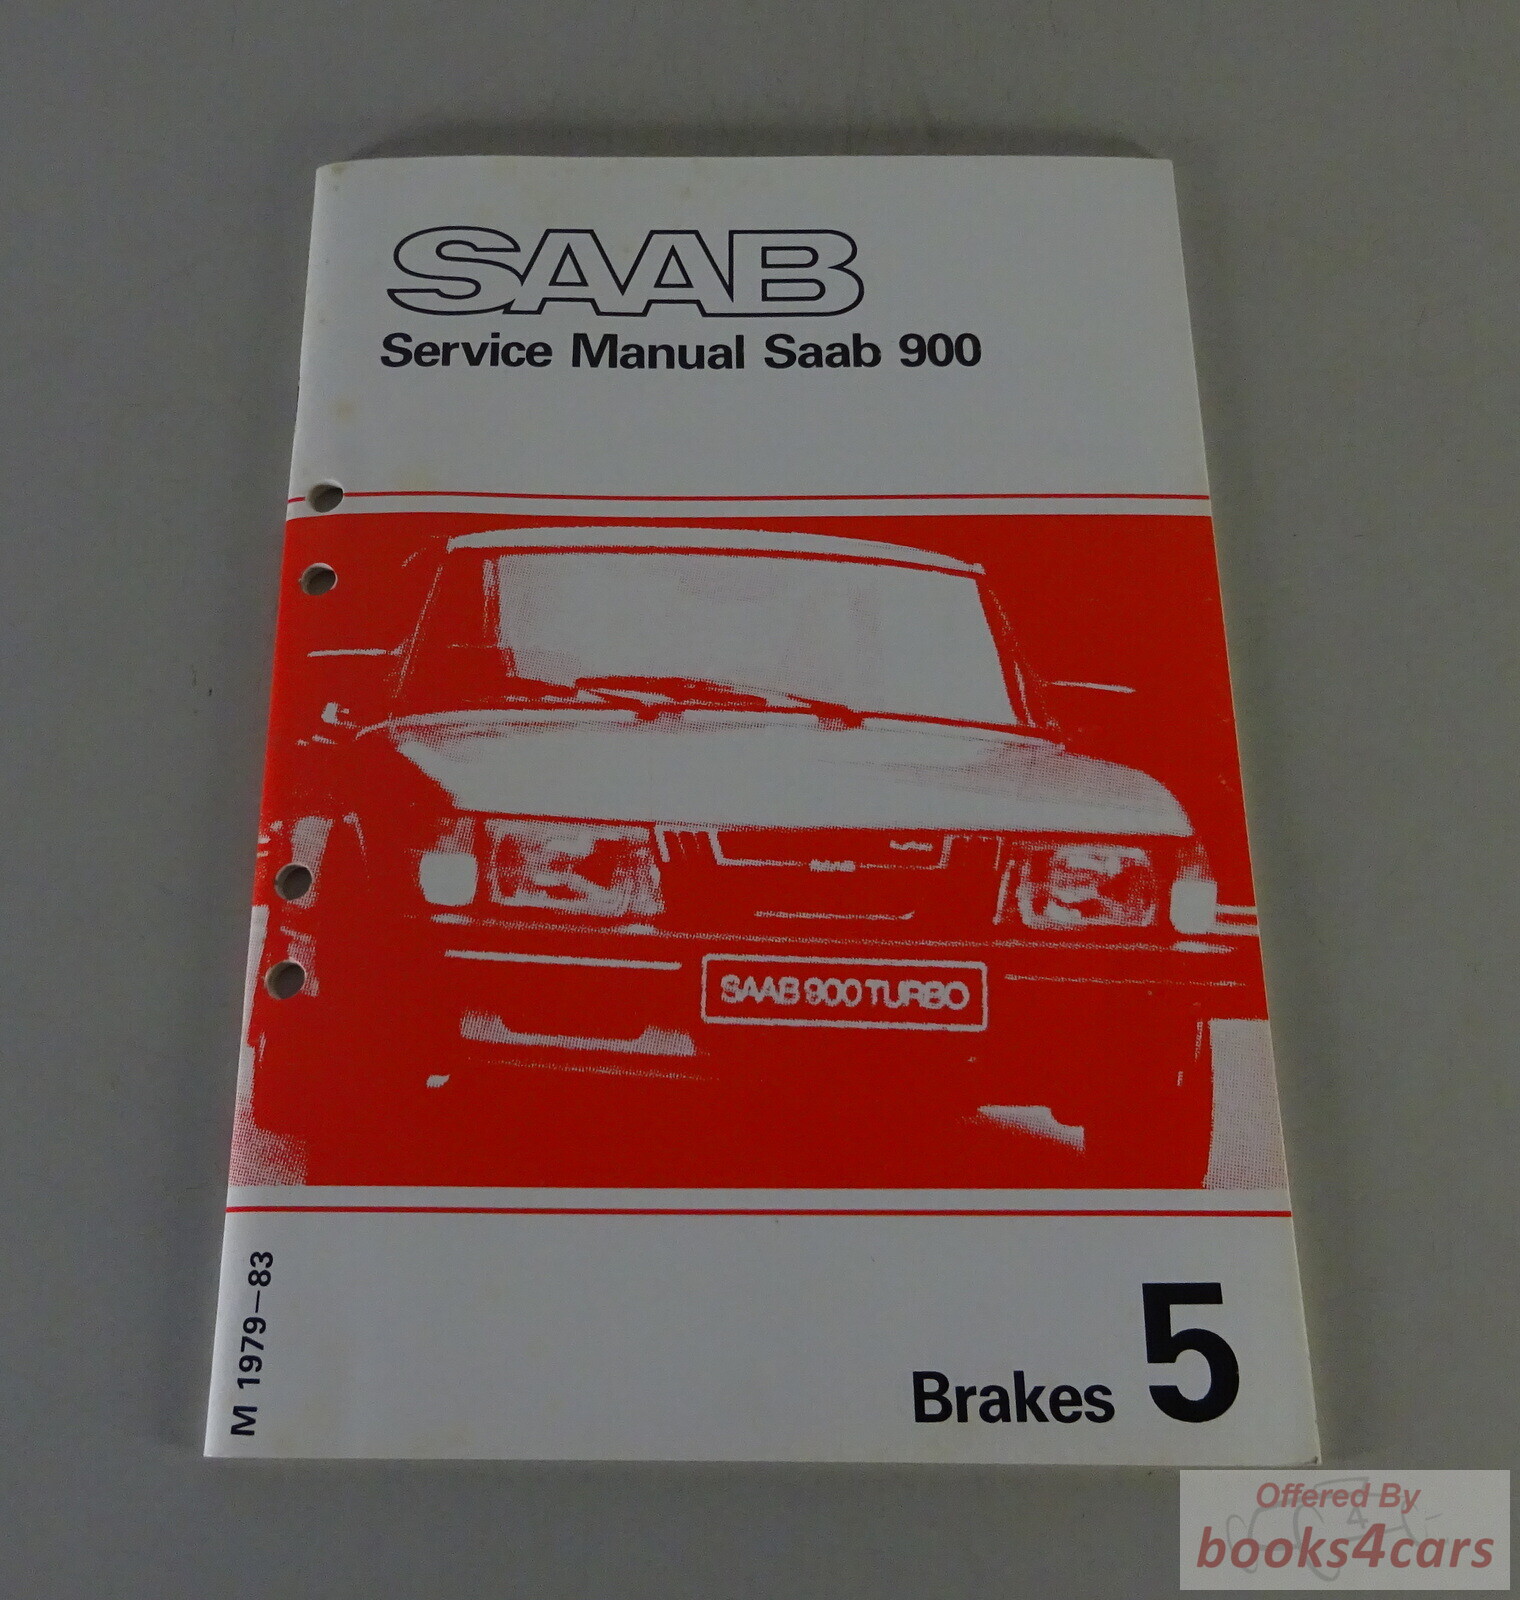 SAAB
Service Manual Saab 900
SAAB 900 TURBO
M 1979–83
Brakes 5
Offered By
books4cars